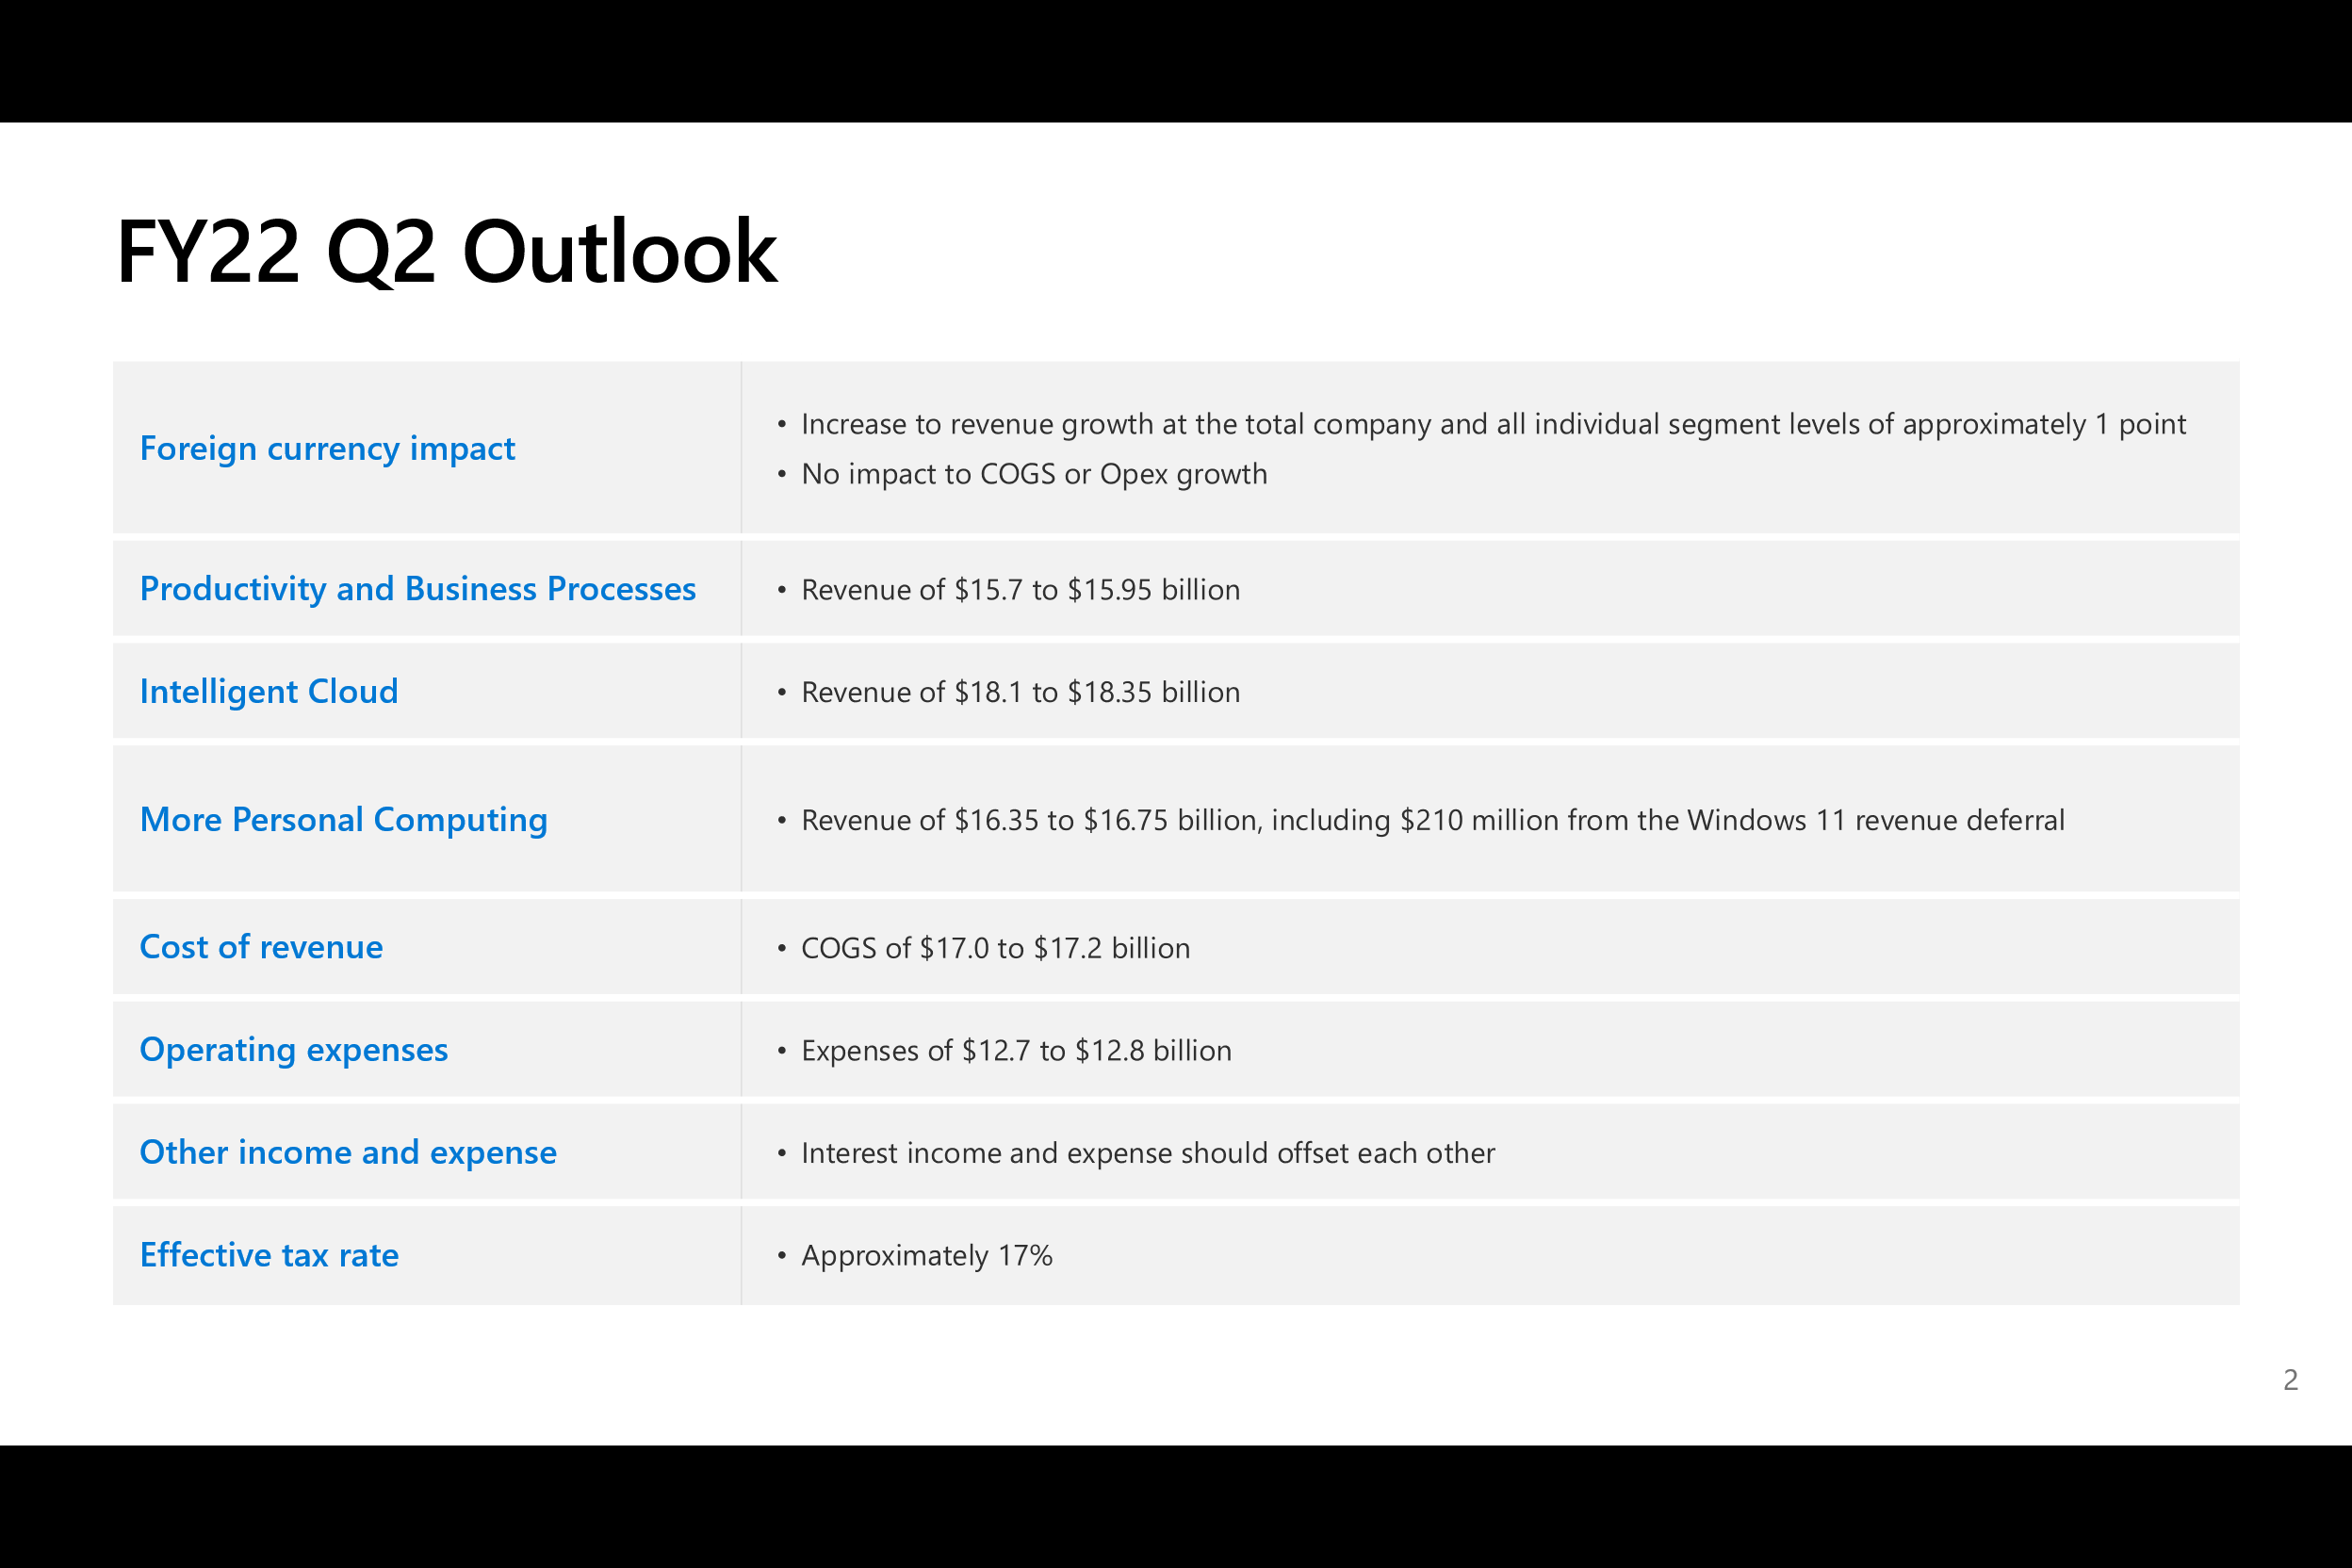 FY22 Q2 Outlook
Foreign currency impact
• Increase to revenue growth at the total company and all individual segment levels of approximately 1 point
• No impact to COGS or Opex growth
Productivity and Business Processes
• Revenue of $15.7 to $15.95 billion
Intelligent Cloud
• Revenue of $18.1 to $18.35 billion
More Personal Computing
• Revenue of $16.35 to $16.75 billion, including $210 million from the Windows 11 revenue deferral
Cost of revenue
• COGS of $17.0 to $17.2 billion
Operating expenses
• Expenses of $12.7 to $12.8 billion
Other income and expense
• Interest income and expense should offset each other
Effective tax rate
• Approximately 17%
2